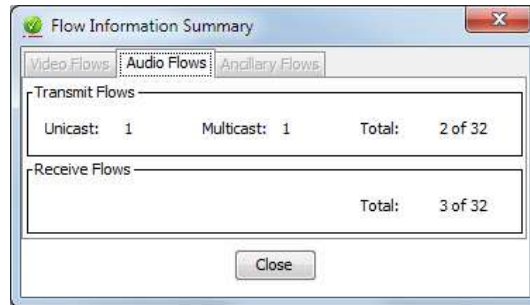 Flow Information Summary
Video Flows Audio Flows Ancillary Flows
Transmit Flows
Unicast: 1 Multicast: 1 Total: 2 of 32
Receive Flows
Total: 3 of 32
Close